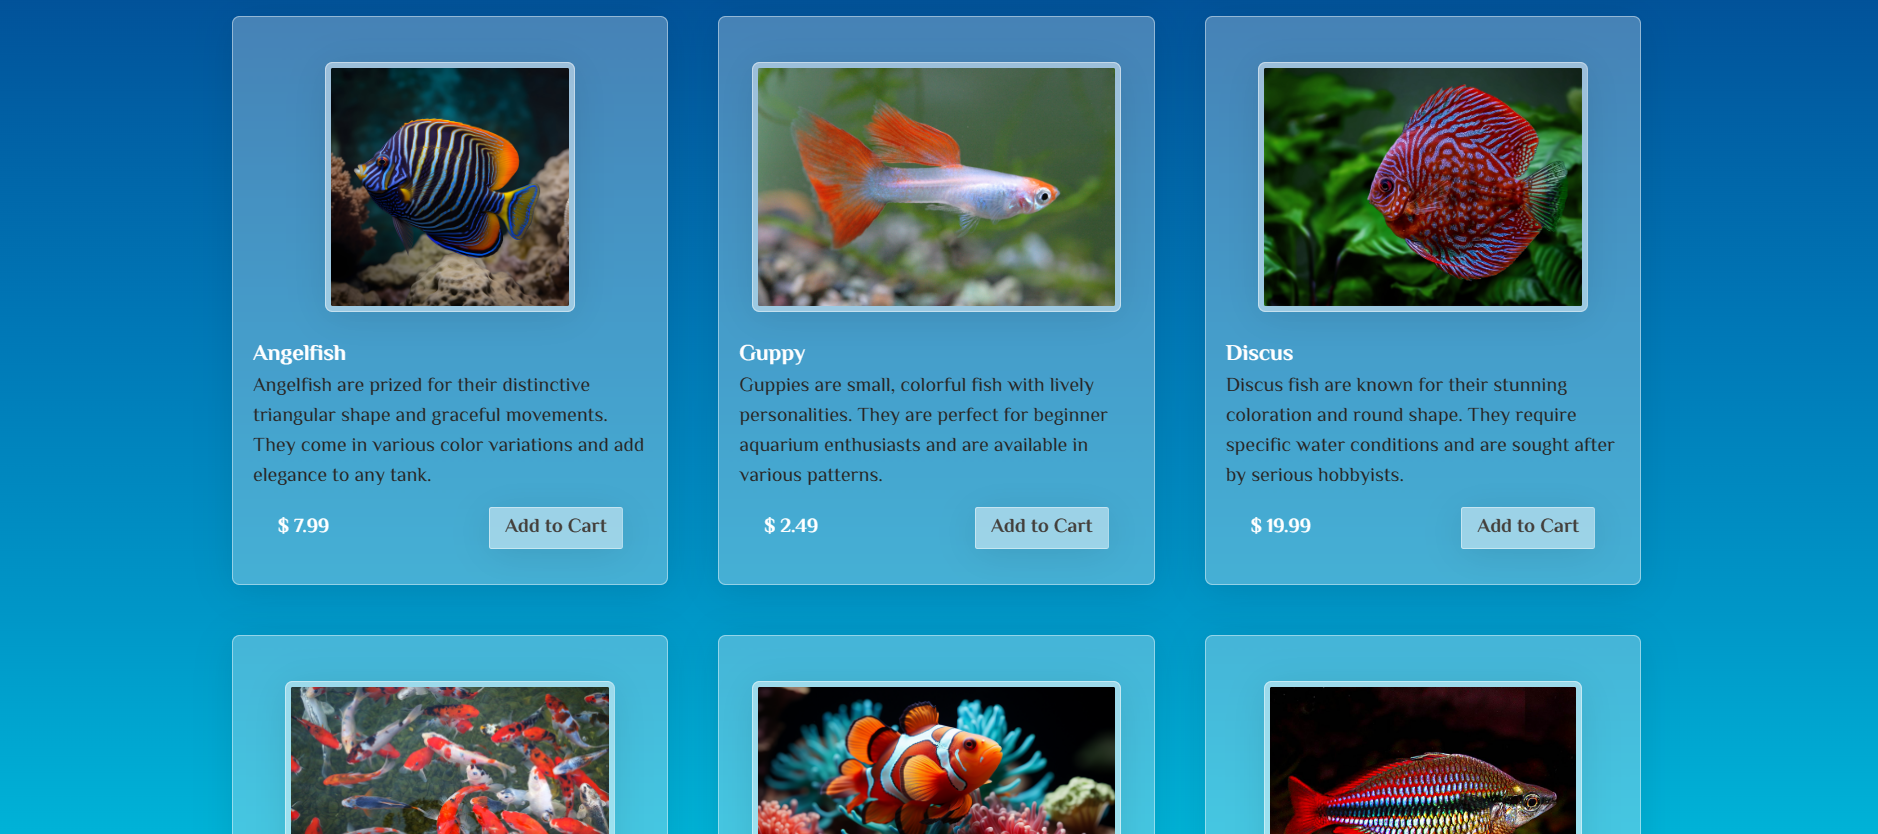 Angelfish
Angelfish are prized for their distinctive
triangular shape and graceful movements.
They come in various color variations and add
elegance to any tank.
$ 7.99
Add to Cart
Guppy
Guppies are small, colorful fish with lively
personalities. They are perfect for beginner
aquarium enthusiasts and are available in
various patterns.
$ 2.49
Add to Cart
Discus
Discus fish are known for their stunning
coloration and round shape. They require
specific water conditions and are sought after
by serious hobbyists.
$ 19.99
Add to Cart